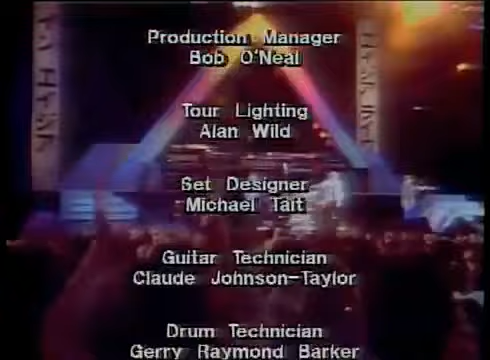 Production Manager
Bob O'Neal
Tour Lighting
Alan Wild
Set Designer
Michael Tait
Guitar Technician
Claude Johnson-Taylor
Drum Technician
Gerry Raymond Barker